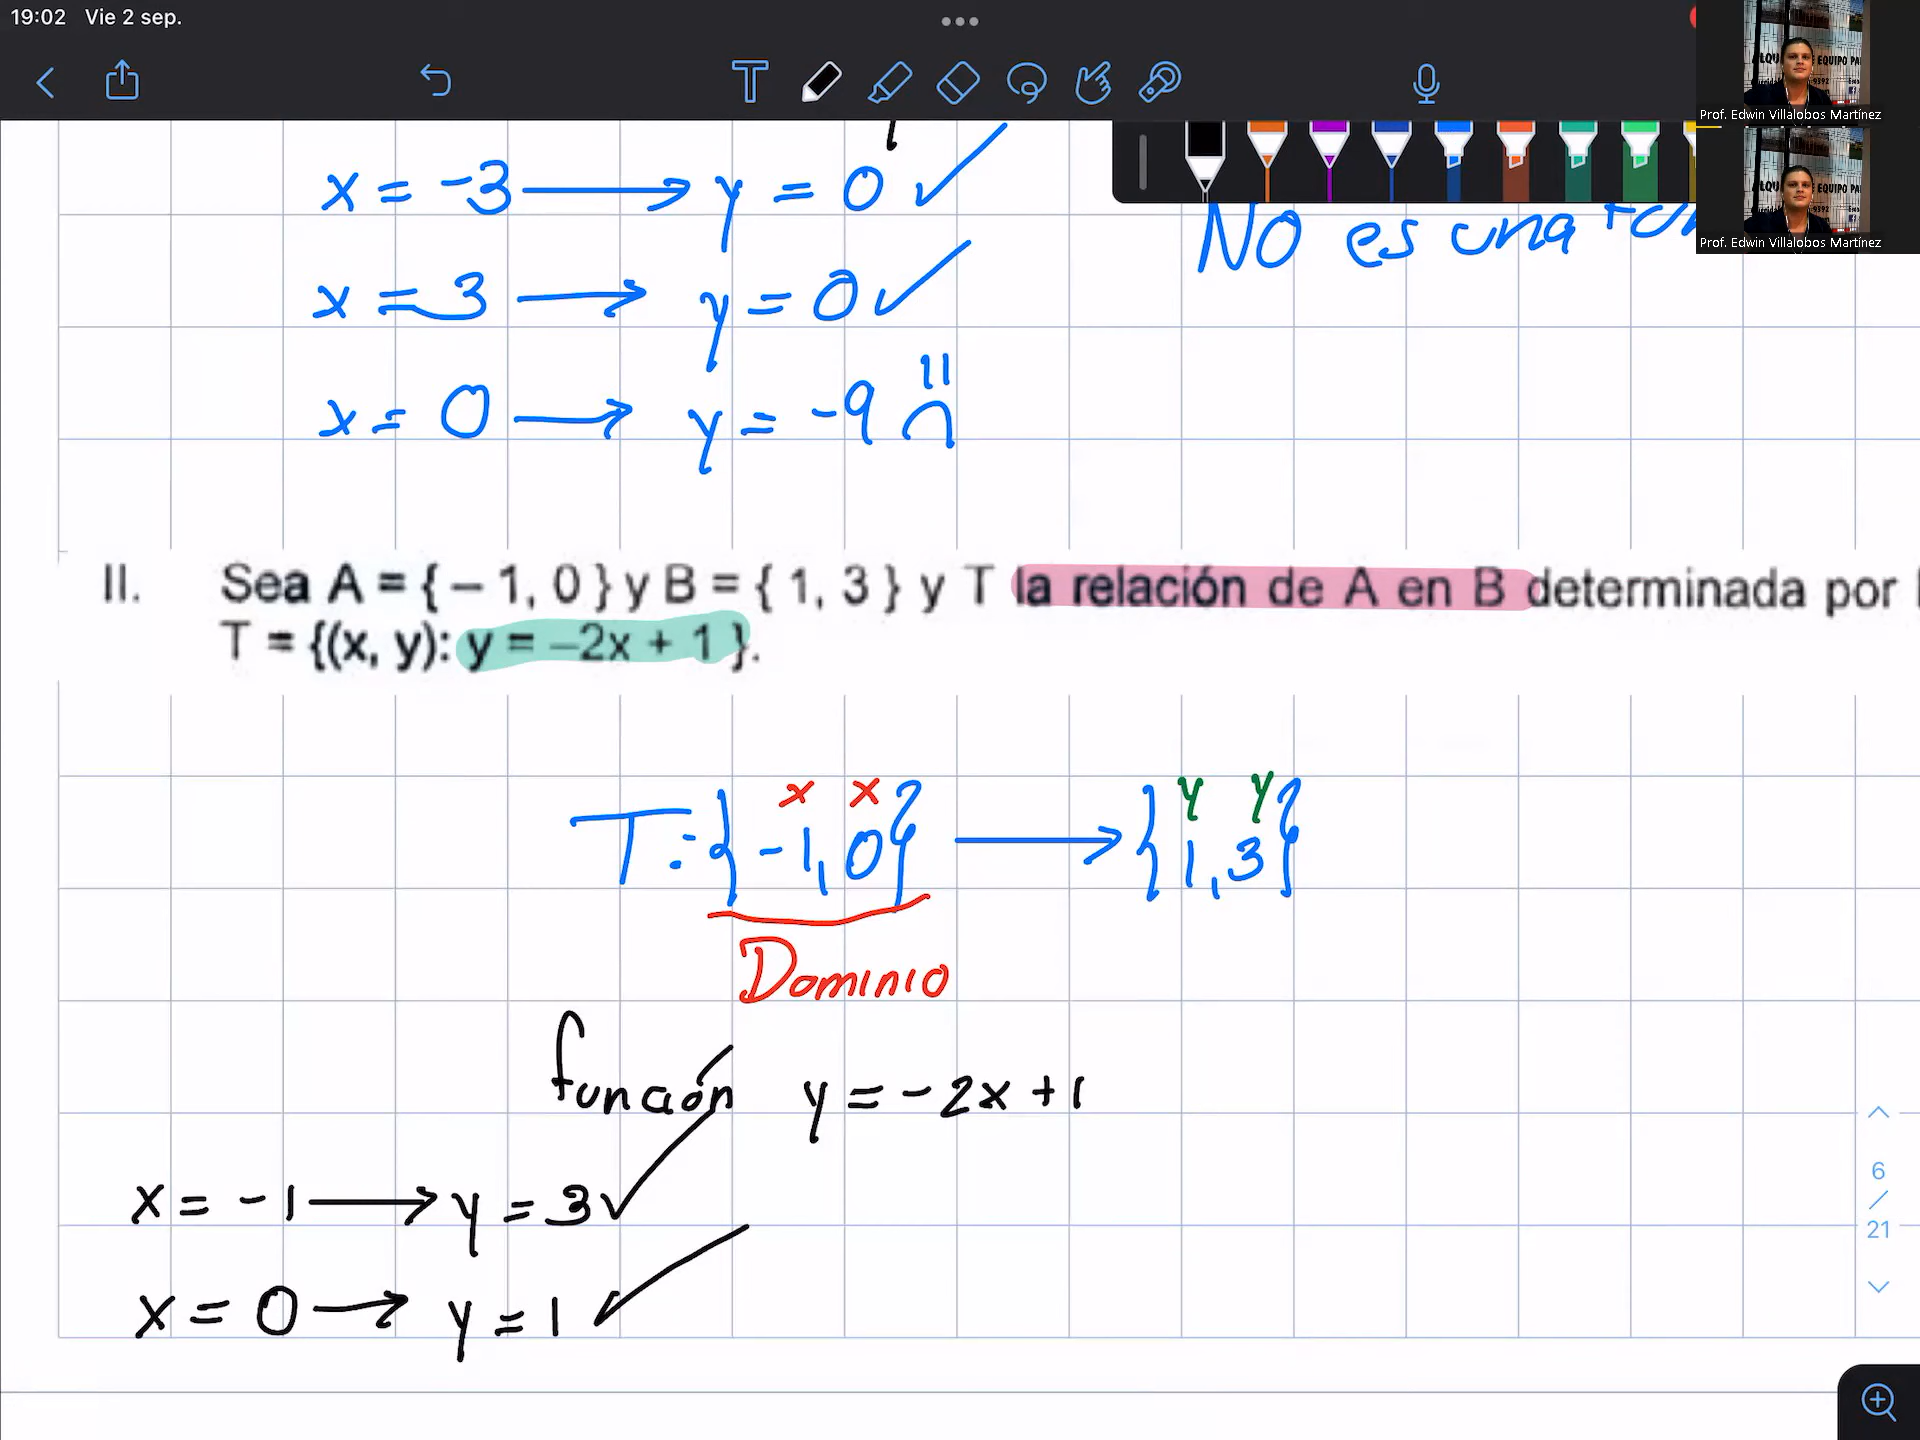 19:02 Vie 2 sep.
Prof. Edwin Villalobos Martínez
Prof. Edwin Villalobos Martínez
x = -3 → y = 0 ✓
NO es una
x = 3 → y = 0 ✓
x = 0 → y = -9
II. Sea A = { – 1, 0 } y B = { 1, 3 } y T la relación de A en B determinada por
T = {(x, y): y = –2x + 1 }.
x x y y
T: {-1, 0} → {1, 3}
Dominio
función y = -2x + 1
x = -1 → y = 3 ✓
x = 0 → y = 1 ✓
6
/
21